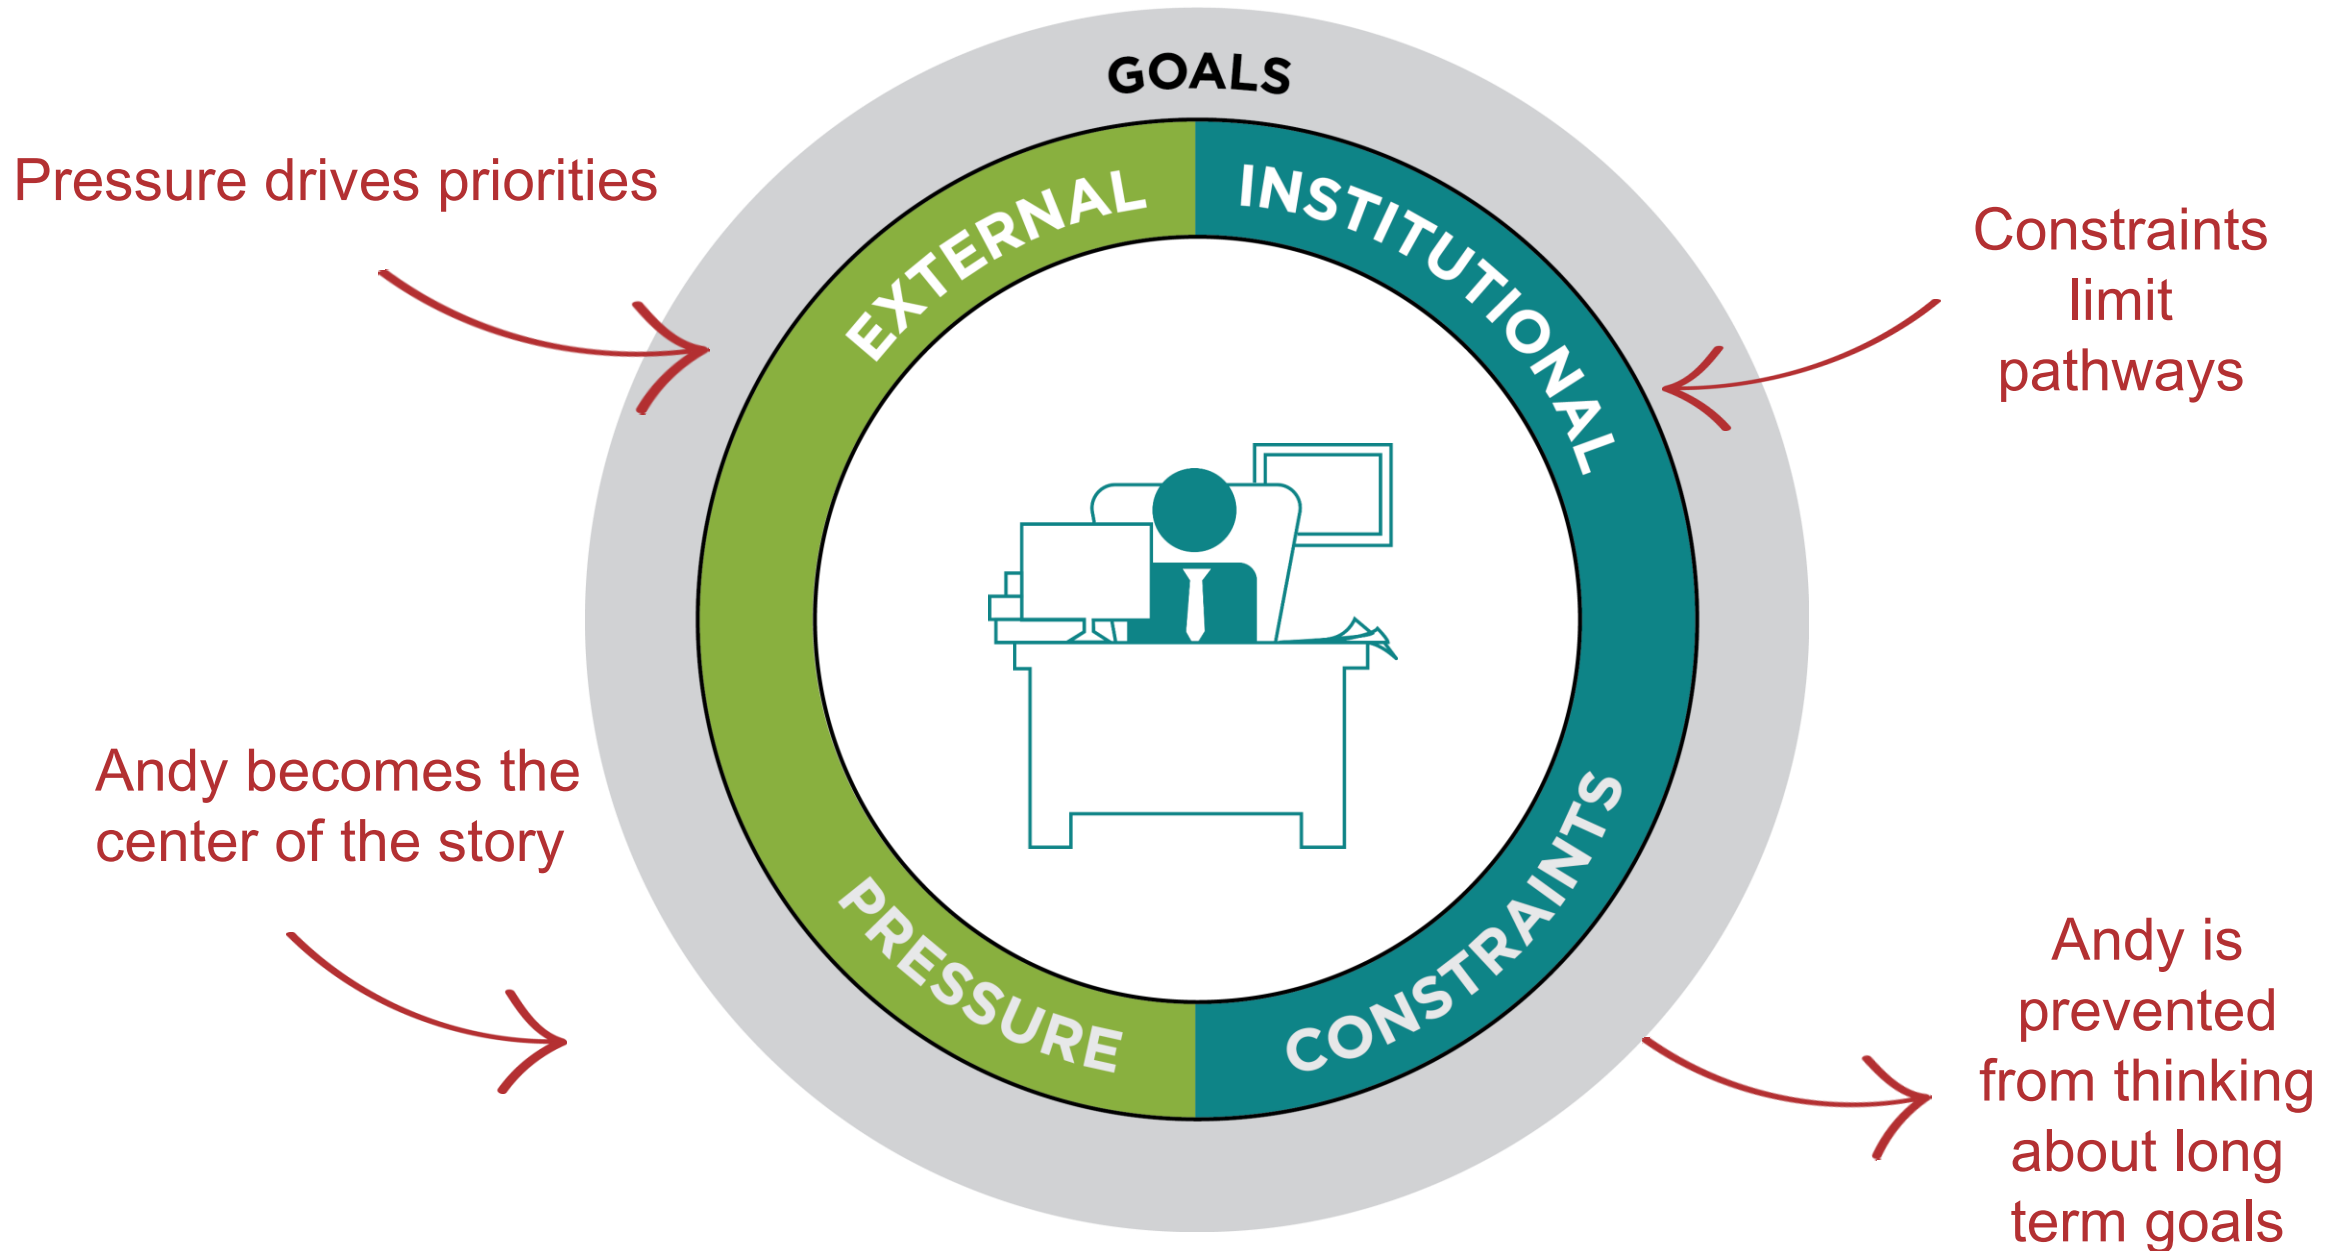 GOALS
Pressure drives priorities
EXTERNAL
INSTITUTIONAL
Constraints
limit
pathways
Andy becomes the
center of the story
PRESSURE
CONSTRAINTS
Andy is
prevented
from thinking
about long
term goals